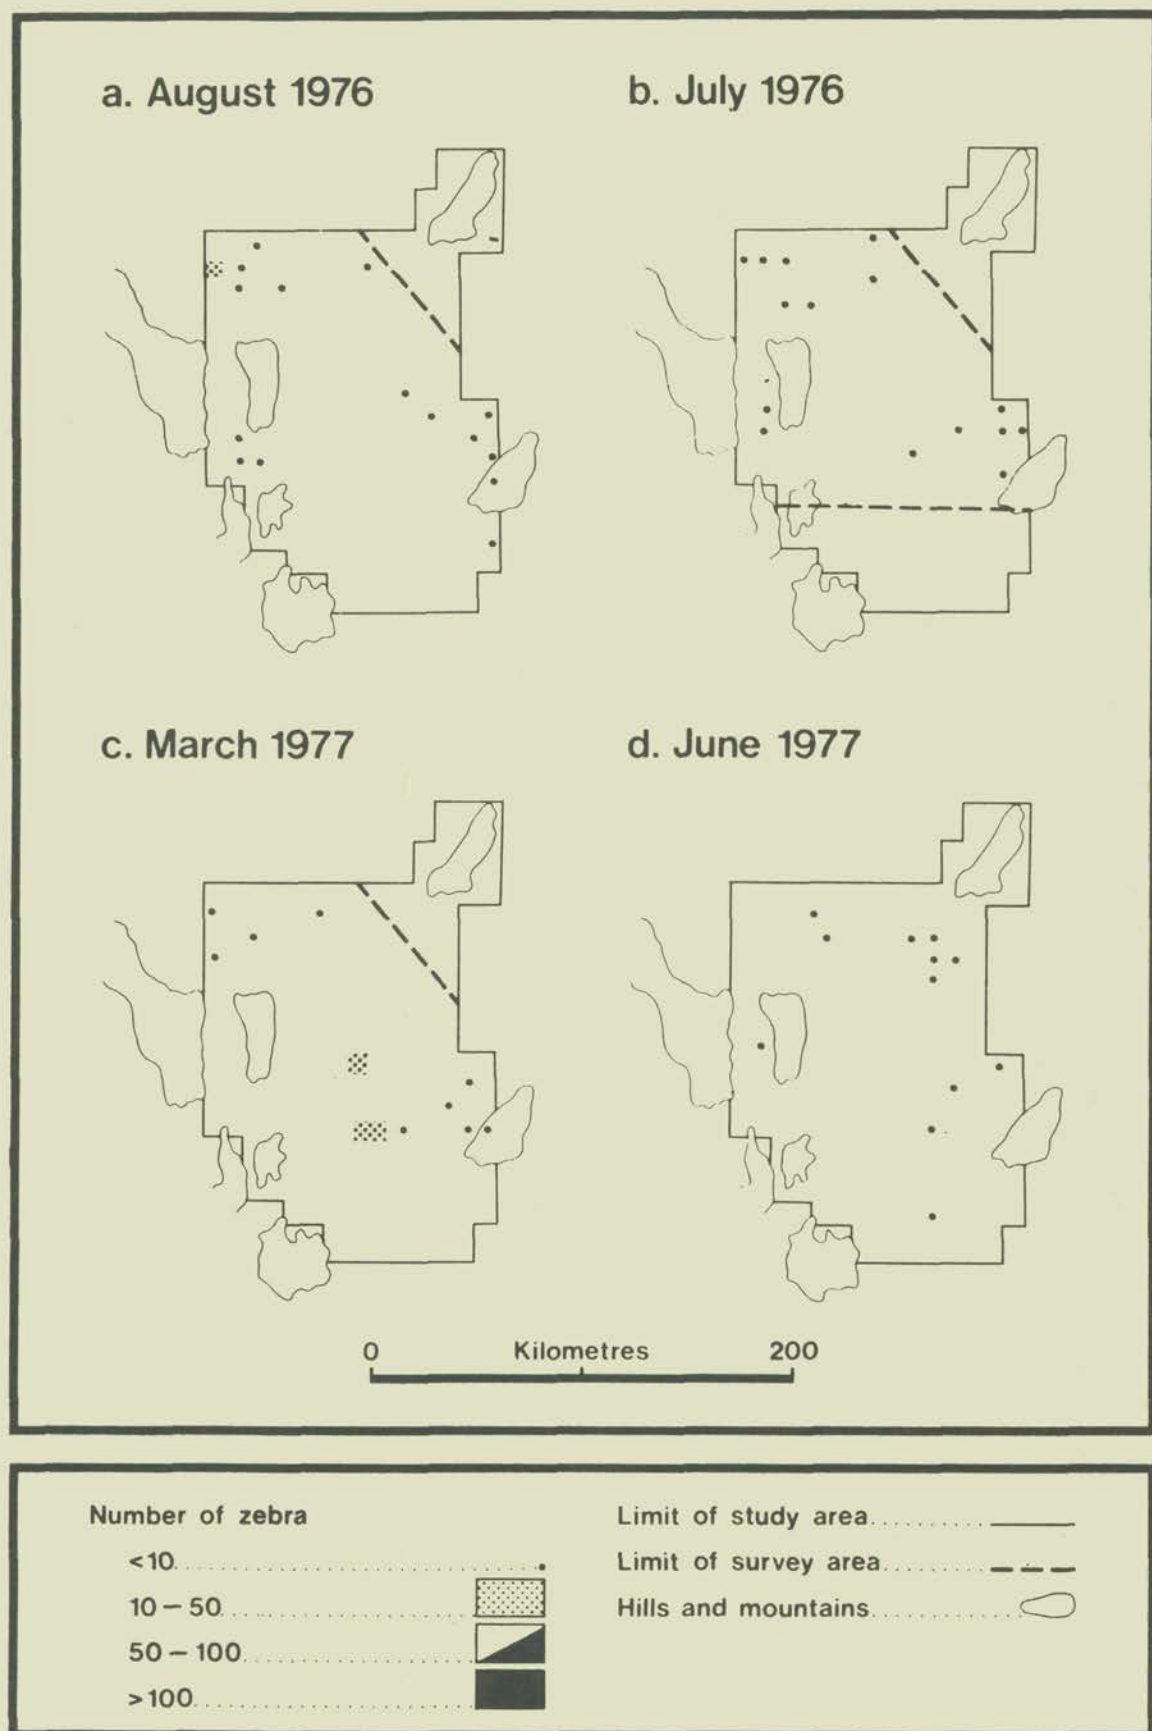 a. August 1976
b. July 1976
c. March 1977
d. June 1977
0 Kilometres 200
Number of zebra
<10
10 – 50
50 – 100
>100
Limit of study area
Limit of survey area
Hills and mountains